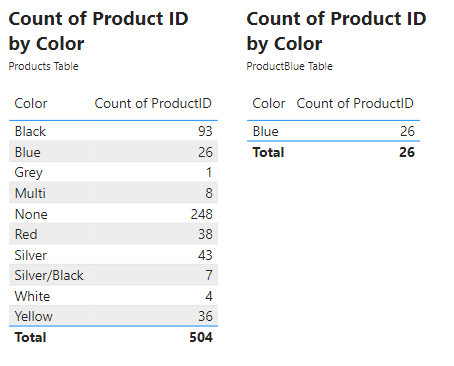 Count of Product ID
by Color
Products Table
Color Count of ProductID
Black 93
Blue 26
Grey 1
Multi 8
None 248
Red 38
Silver 43
Silver/Black 7
White 4
Yellow 36
Total 504
Count of Product ID
by Color
ProductBlue Table
Color Count of ProductID
Blue 26
Total 26